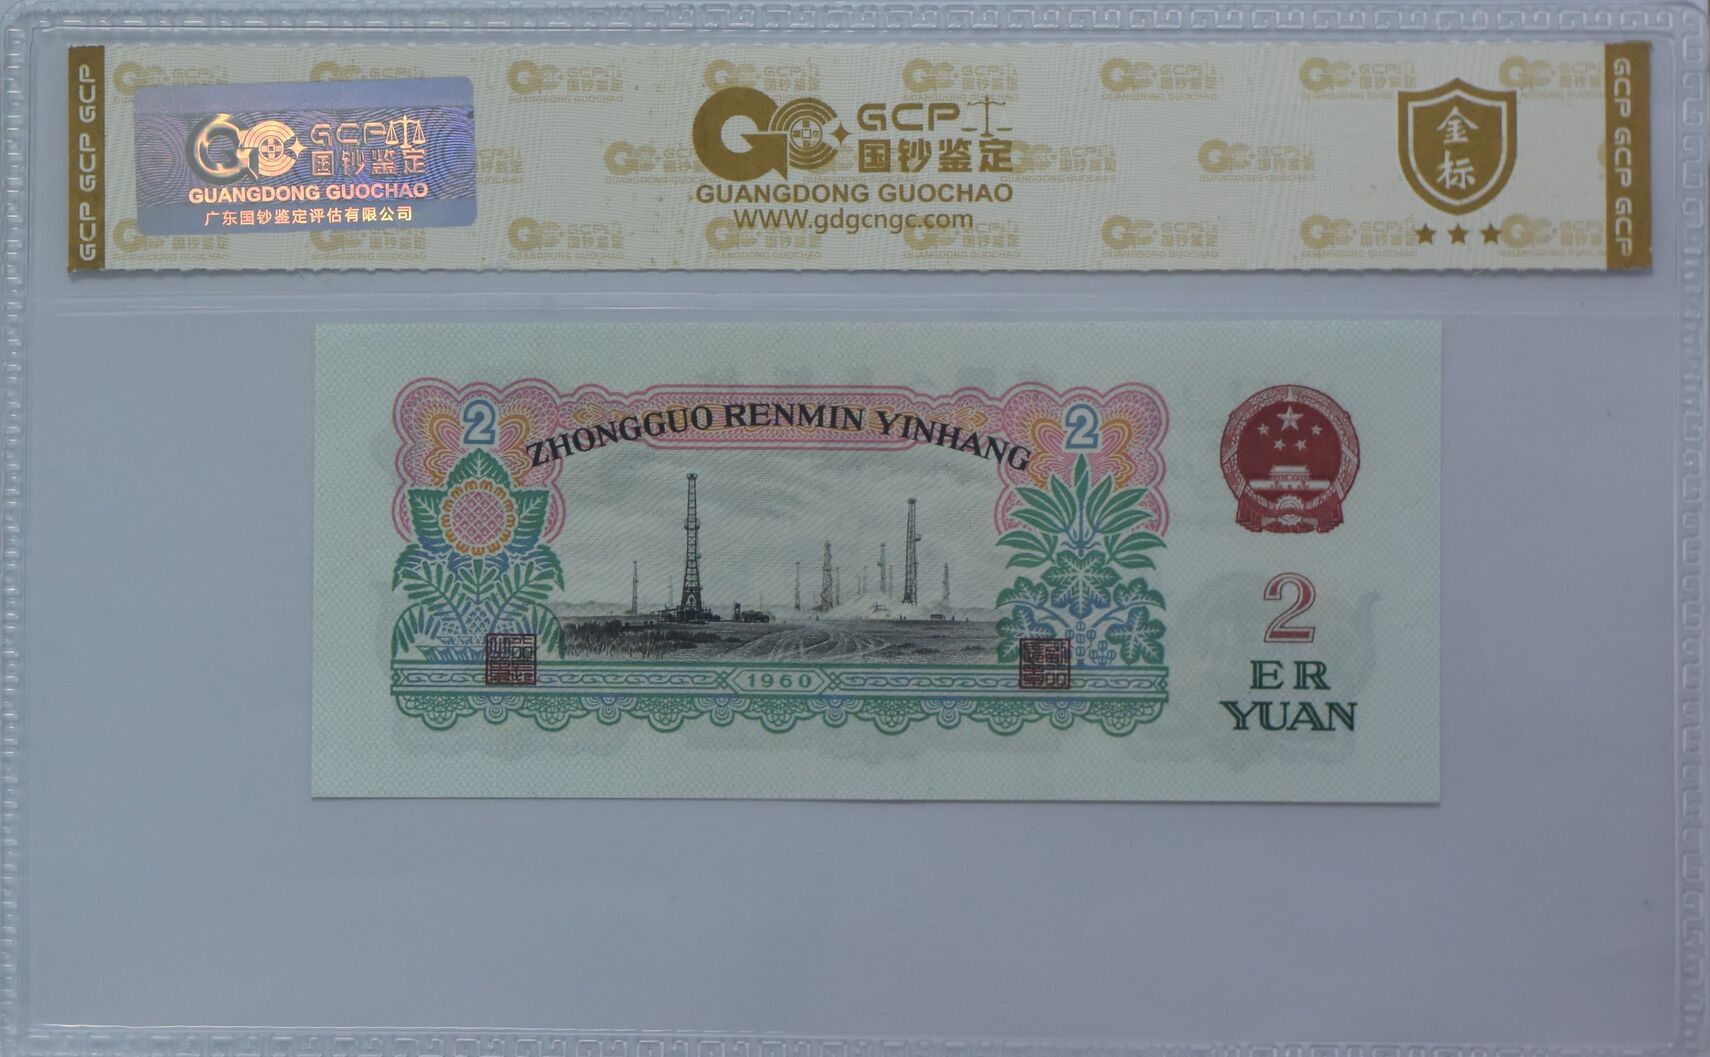 GCP GCP GCP
GCP 国钞鉴定
GUANGDONG GUOCHAO
广东国钞鉴定评估有限公司
GCP
国钞鉴定
GUANGDONG GUOCHAO
WWW.gdgcngc.com
金标
GCP GCP GCP GCP
ZHONGGUO RENMIN YINHANG
2
2
1960
2
ER
YUAN